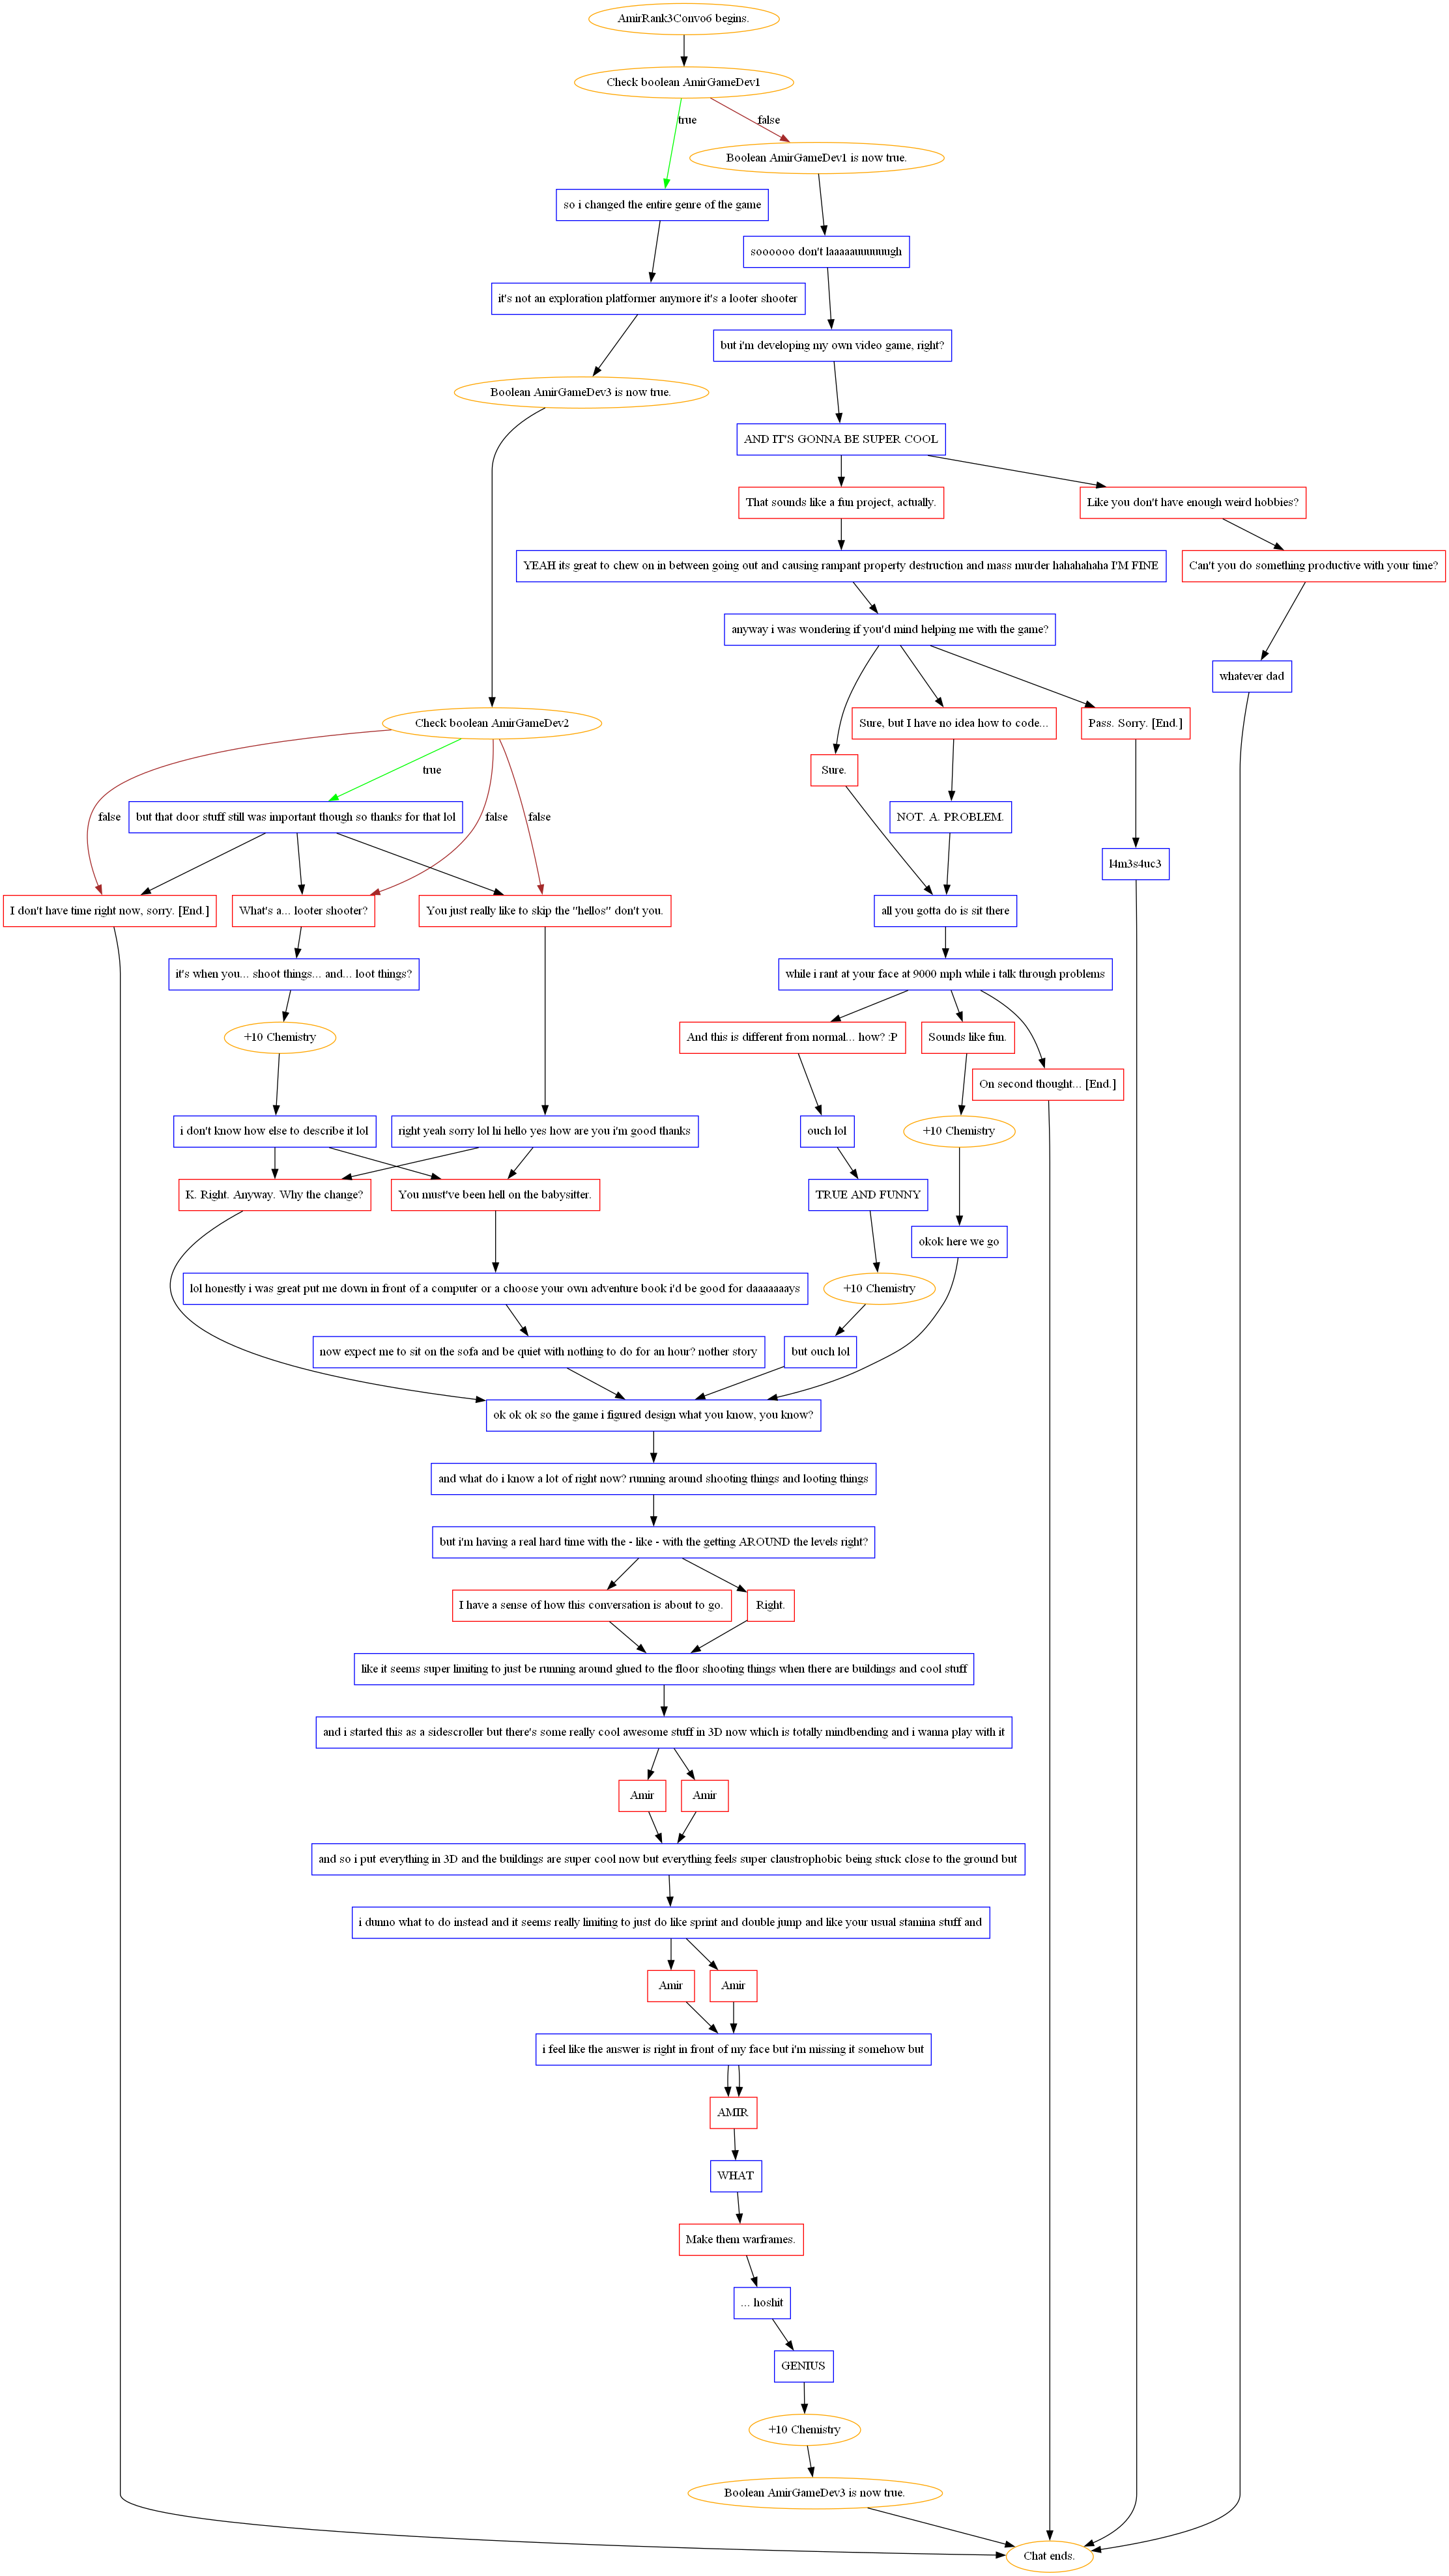 AmirRank3Convo6 begins.
Check boolean AmirGameDev1
true
false
Boolean AmirGameDev1 is now true.
so i changed the entire genre of the game
soooooo don't laaaaauuuuuugh
it's not an exploration platformer anymore it's a looter shooter
but i'm developing my own video game, right?
Boolean AmirGameDev3 is now true.
AND IT'S GONNA BE SUPER COOL
That sounds like a fun project, actually.
Like you don't have enough weird hobbies?
YEAH its great to chew on in between going out and causing rampant property destruction and mass murder hahahahaha I'M FINE
Can't you do something productive with your time?
anyway i was wondering if you'd mind helping me with the game?
whatever dad
Check boolean AmirGameDev2
Sure, but I have no idea how to code...
Pass. Sorry. [End.]
true
Sure.
false
but that door stuff still was important though so thanks for that lol
false
false
NOT. A. PROBLEM.
l4m3s4uc3
I don't have time right now, sorry. [End.]
What's a... looter shooter?
You just really like to skip the "hellos" don't you.
all you gotta do is sit there
it's when you... shoot things... and... loot things?
while i rant at your face at 9000 mph while i talk through problems
+10 Chemistry
And this is different from normal... how? :P
Sounds like fun.
On second thought... [End.]
i don't know how else to describe it lol
right yeah sorry lol hi hello yes how are you i'm good thanks
ouch lol
+10 Chemistry
K. Right. Anyway. Why the change?
You must've been hell on the babysitter.
TRUE AND FUNNY
okok here we go
lol honestly i was great put me down in front of a computer or a choose your own adventure book i'd be good for daaaaaaays
+10 Chemistry
now expect me to sit on the sofa and be quiet with nothing to do for an hour? nother story
but ouch lol
ok ok ok so the game i figured design what you know, you know?
and what do i know a lot of right now? running around shooting things and looting things
but i'm having a real hard time with the - like - with the getting AROUND the levels right?
I have a sense of how this conversation is about to go.
Right.
like it seems super limiting to just be running around glued to the floor shooting things when there are buildings and cool stuff
and i started this as a sidescroller but there's some really cool awesome stuff in 3D now which is totally mindbending and i wanna play with it
Amir
Amir
and so i put everything in 3D and the buildings are super cool now but everything feels super claustrophobic being stuck close to the ground but
i dunno what to do instead and it seems really limiting to just do like sprint and double jump and like your usual stamina stuff and
Amir
Amir
i feel like the answer is right in front of my face but i'm missing it somehow but
AMIR
WHAT
Make them warframes.
... hoshit
GENIUS
+10 Chemistry
Boolean AmirGameDev3 is now true.
Chat ends.